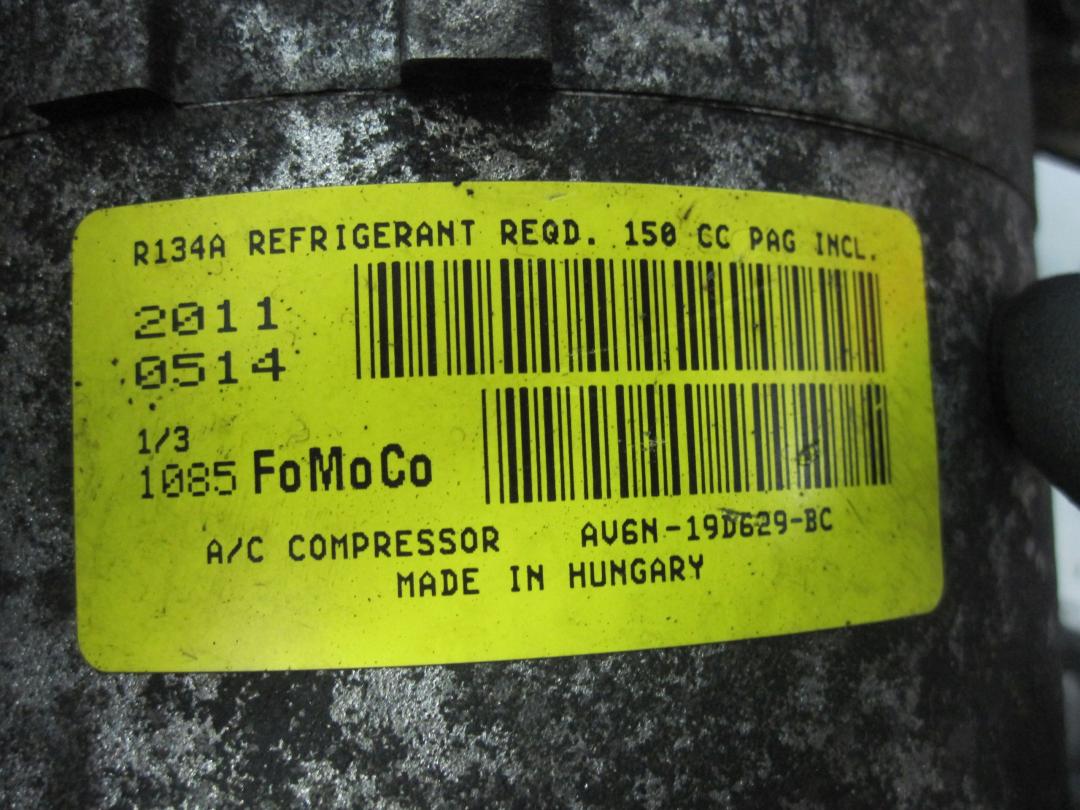 R134A REFRIGERANT REQD. 150 CC PAG INCL.
2011
0514
1/3
1085 FoMoCo
A/C COMPRESSOR AV6N-19D629-BC
MADE IN HUNGARY